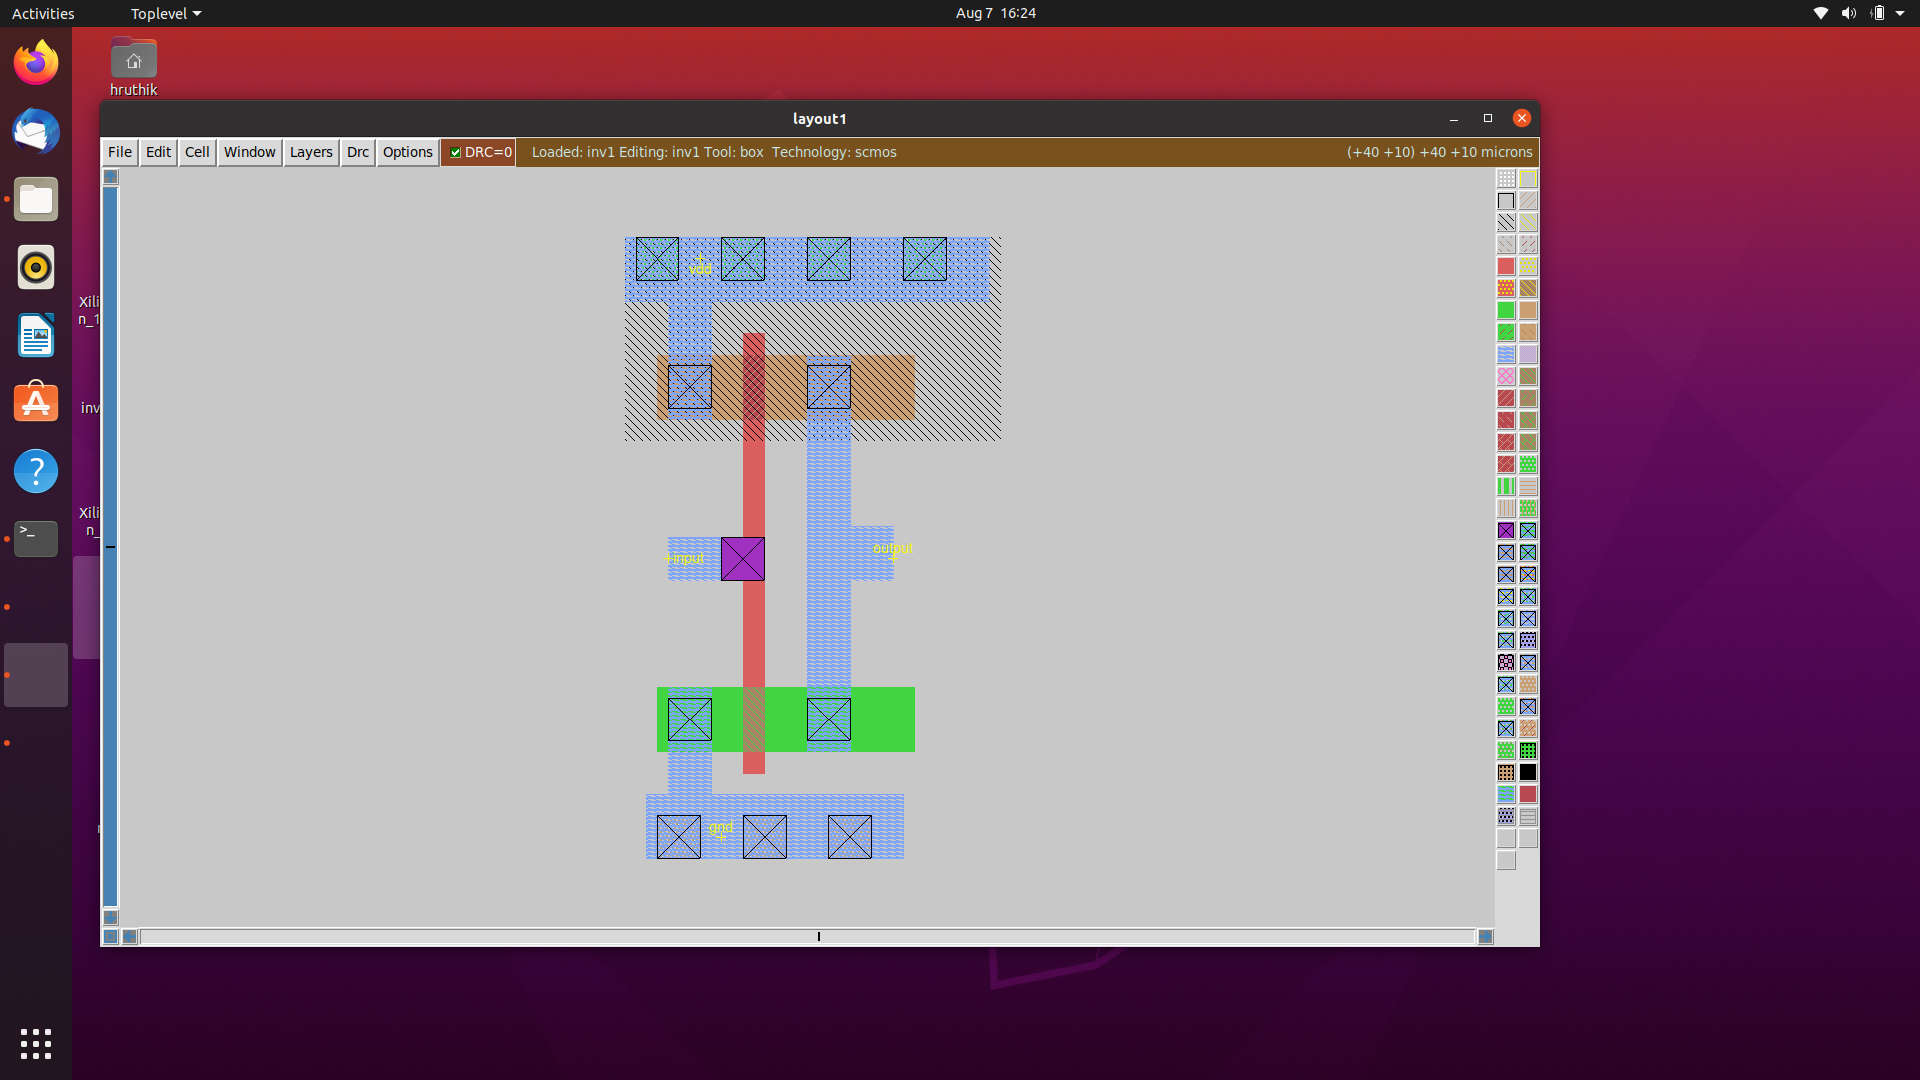 Activities
Toplevel
Aug 7 16:24
hruthik
layout1
File Edit Cell Window Layers Drc Options DRC=0 Loaded: inv1 Editing: inv1 Tool: box Technology: scmos (+40 +10) +40 +10 microns
vdd
Xili
n_1
inv
Xili
n_
input
output
gnd